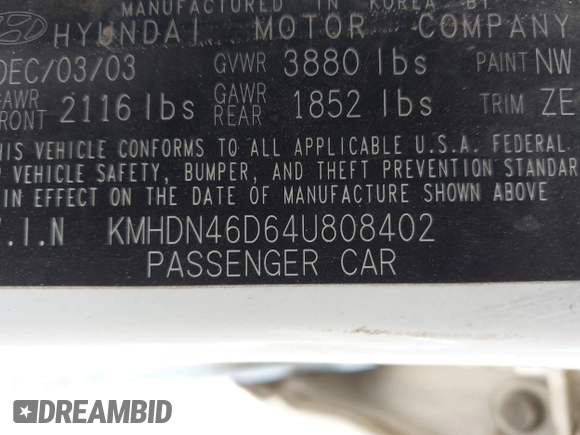 MANUFACTURED IN KOREA BY
HYUNDAI MOTOR COMPANY
DEC/03/03 GVWR 3880 lbs PAINT NW
GAWR FRONT 2116 lbs GAWR REAR 1852 lbs TRIM ZE
THIS VEHICLE CONFORMS TO ALL APPLICABLE U.S.A. FEDERAL
VEHICLE SAFETY, BUMPER, AND THEFT PREVENTION STANDAR
IN EFFECT ON THE DATE OF MANUFACTURE SHOWN ABOVE
V.I.N KMHDN46D64U808402
PASSENGER CAR
DREAMBID